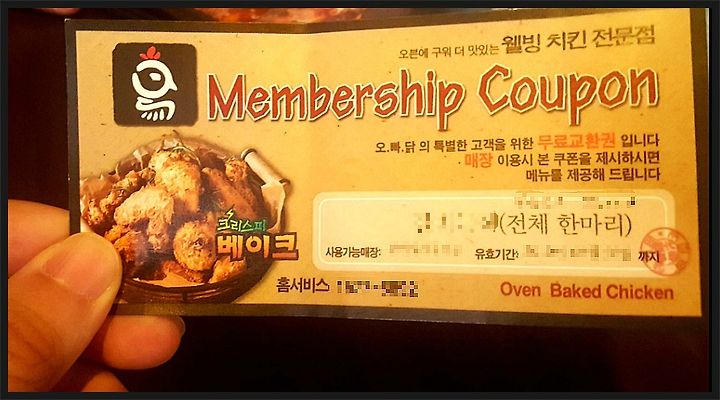 오븐에 구워 더 맛있는 웰빙 치킨 전문점
Membership Coupon
오.빠.닭 의 특별한 고객을 위한 무료교환권 입니다
매장 이용시 본 쿠폰을 제시하시면
메뉴를 제공해 드립니다
크리스피
베이크
(전체 한마리)
사용가능매장:
유효기간: 까지
홈서비스
Oven Baked Chicken